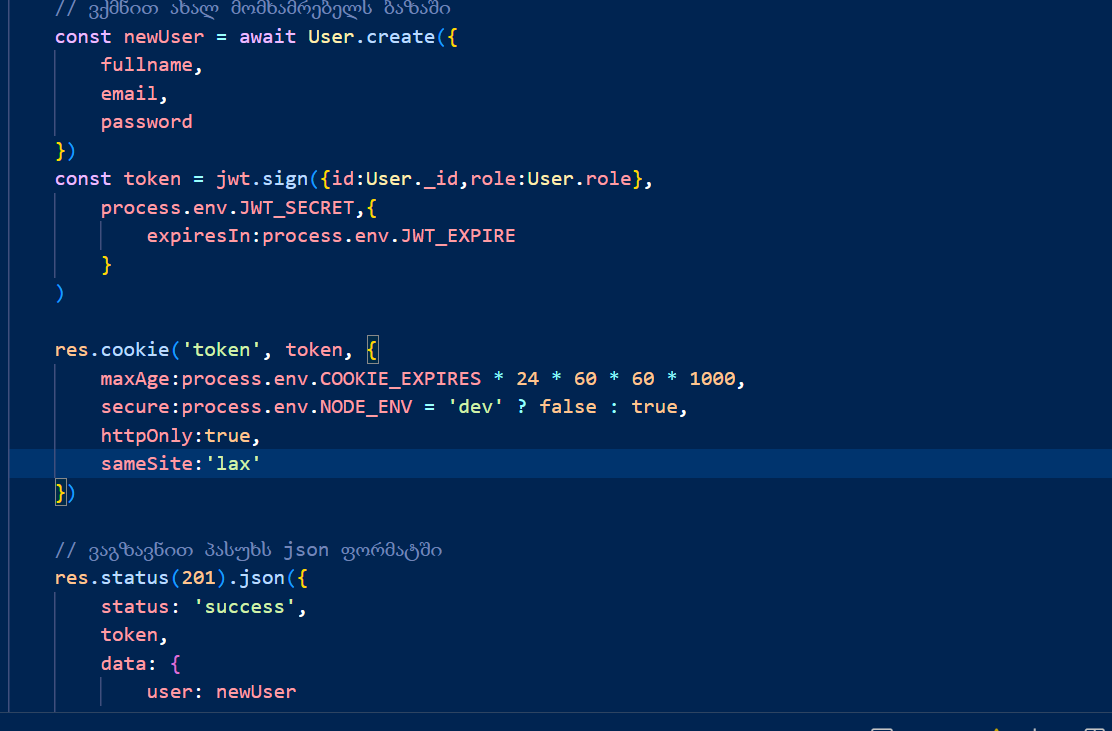 // ვქმნით ახალ მომხამრებელს ბაზაში
const newUser = await User.create({
    fullname,
    email,
    password
})
const token = jwt.sign({id:User._id,role:User.role},
    process.env.JWT_SECRET,{
        expiresIn:process.env.JWT_EXPIRE
    }
)
res.cookie('token', token, {
    maxAge:process.env.COOKIE_EXPIRES * 24 * 60 * 60 * 1000,
    secure:process.env.NODE_ENV = 'dev' ? false : true,
    httpOnly:true,
    sameSite:'lax'
})
// ვაგზავნით პასუხს json ფორმატში
res.status(201).json({
    status: 'success',
    token,
    data: {
        user: newUser